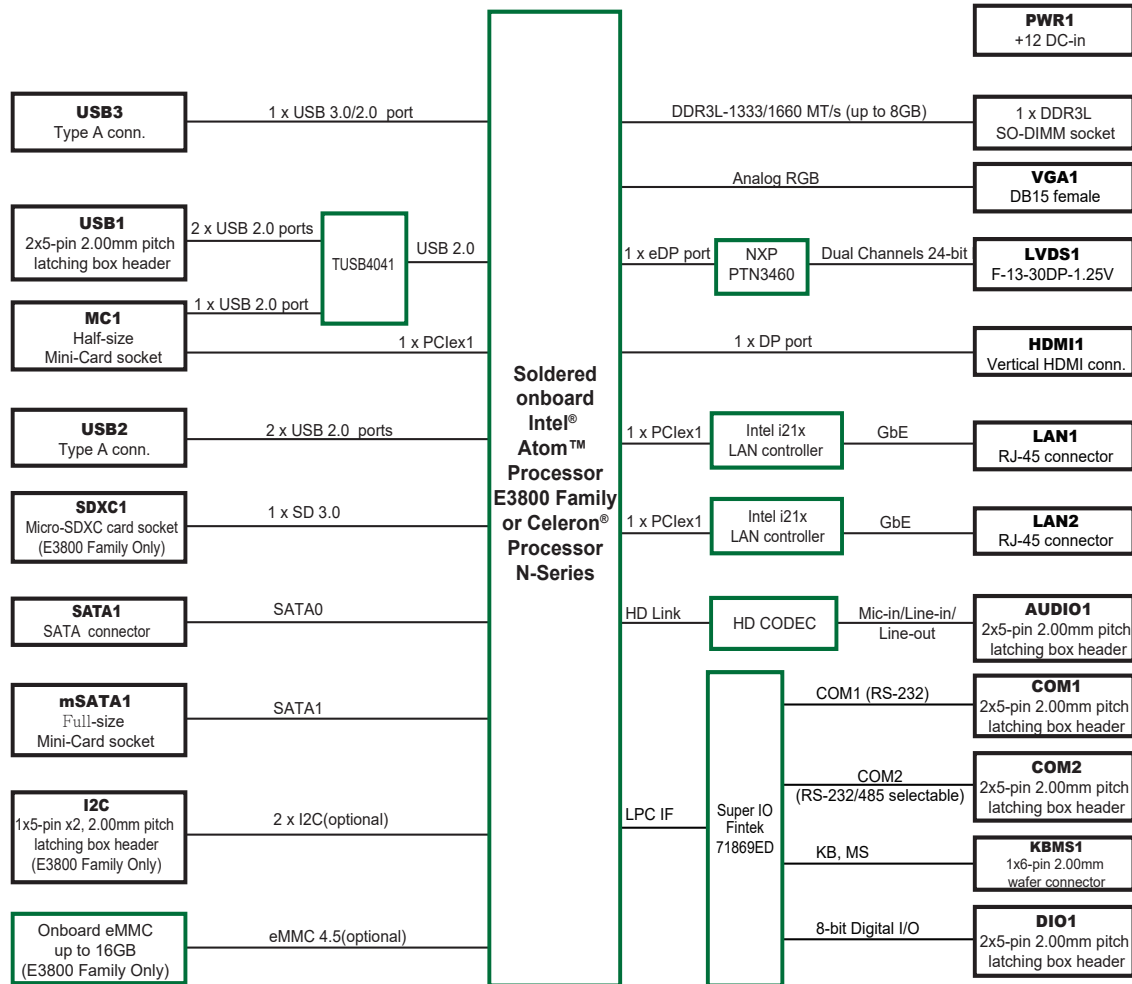 PWR1
+12 DC-in
USB3
Type A conn.
1 x USB 3.0/2.0 port
DDR3L-1333/1660 MT/s (up to 8GB)
1 x DDR3L
SO-DIMM socket
Analog RGB
VGA1
DB15 female
USB1
2x5-pin 2.00mm pitch
latching box header
2 x USB 2.0 ports
TUSB4041
USB 2.0
1 x eDP port
NXP
PTN3460
Dual Channels 24-bit
LVDS1
F-13-30DP-1.25V
1 x USB 2.0 port
MC1
Half-size
Mini-Card socket
1 x PCIex1
1 x DP port
HDMI1
Vertical HDMI conn.
Soldered
onboard
Intel®
Atom™
Processor
E3800 Family
or Celeron®
Processor
N-Series
USB2
Type A conn.
2 x USB 2.0 ports
1 x PCIex1
Intel i21x
LAN controller
GbE
LAN1
RJ-45 connector
SDXC1
Micro-SDXC card socket
(E3800 Family Only)
1 x SD 3.0
1 x PCIex1
Intel i21x
LAN controller
GbE
LAN2
RJ-45 connector
SATA1
SATA connector
SATA0
HD Link
HD CODEC
Mic-in/Line-in/
Line-out
AUDIO1
2x5-pin 2.00mm pitch
latching box header
mSATA1
Full-size
Mini-Card socket
SATA1
COM1 (RS-232)
COM1
2x5-pin 2.00mm pitch
latching box header
COM2
(RS-232/485 selectable)
COM2
2x5-pin 2.00mm pitch
latching box header
I2C
1x5-pin x2, 2.00mm pitch
latching box header
(E3800 Family Only)
2 x I2C(optional)
LPC IF
Super IO
Fintek
71869ED
KB, MS
KBMS1
1x6-pin 2.00mm
wafer connector
Onboard eMMC
up to 16GB
(E3800 Family Only)
eMMC 4.5(optional)
8-bit Digital I/O
DIO1
2x5-pin 2.00mm pitch
latching box header